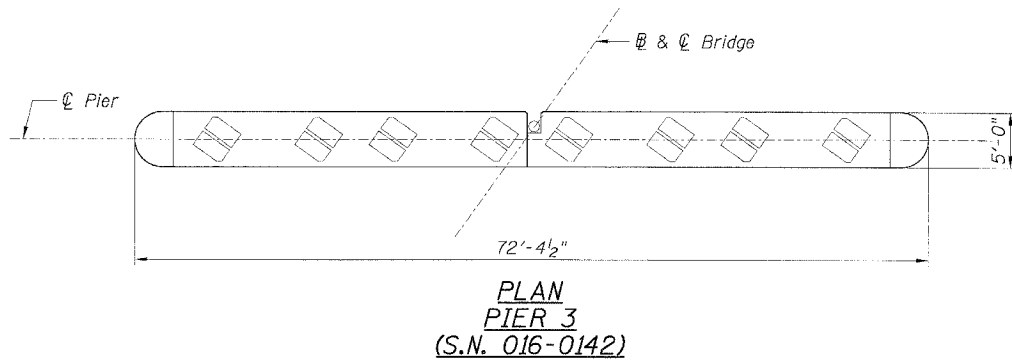 ℄ & ℄ Bridge
℄ Pier
5'-0"
72'-4½"
PLAN
PIER 3
(S.N. 016-0142)